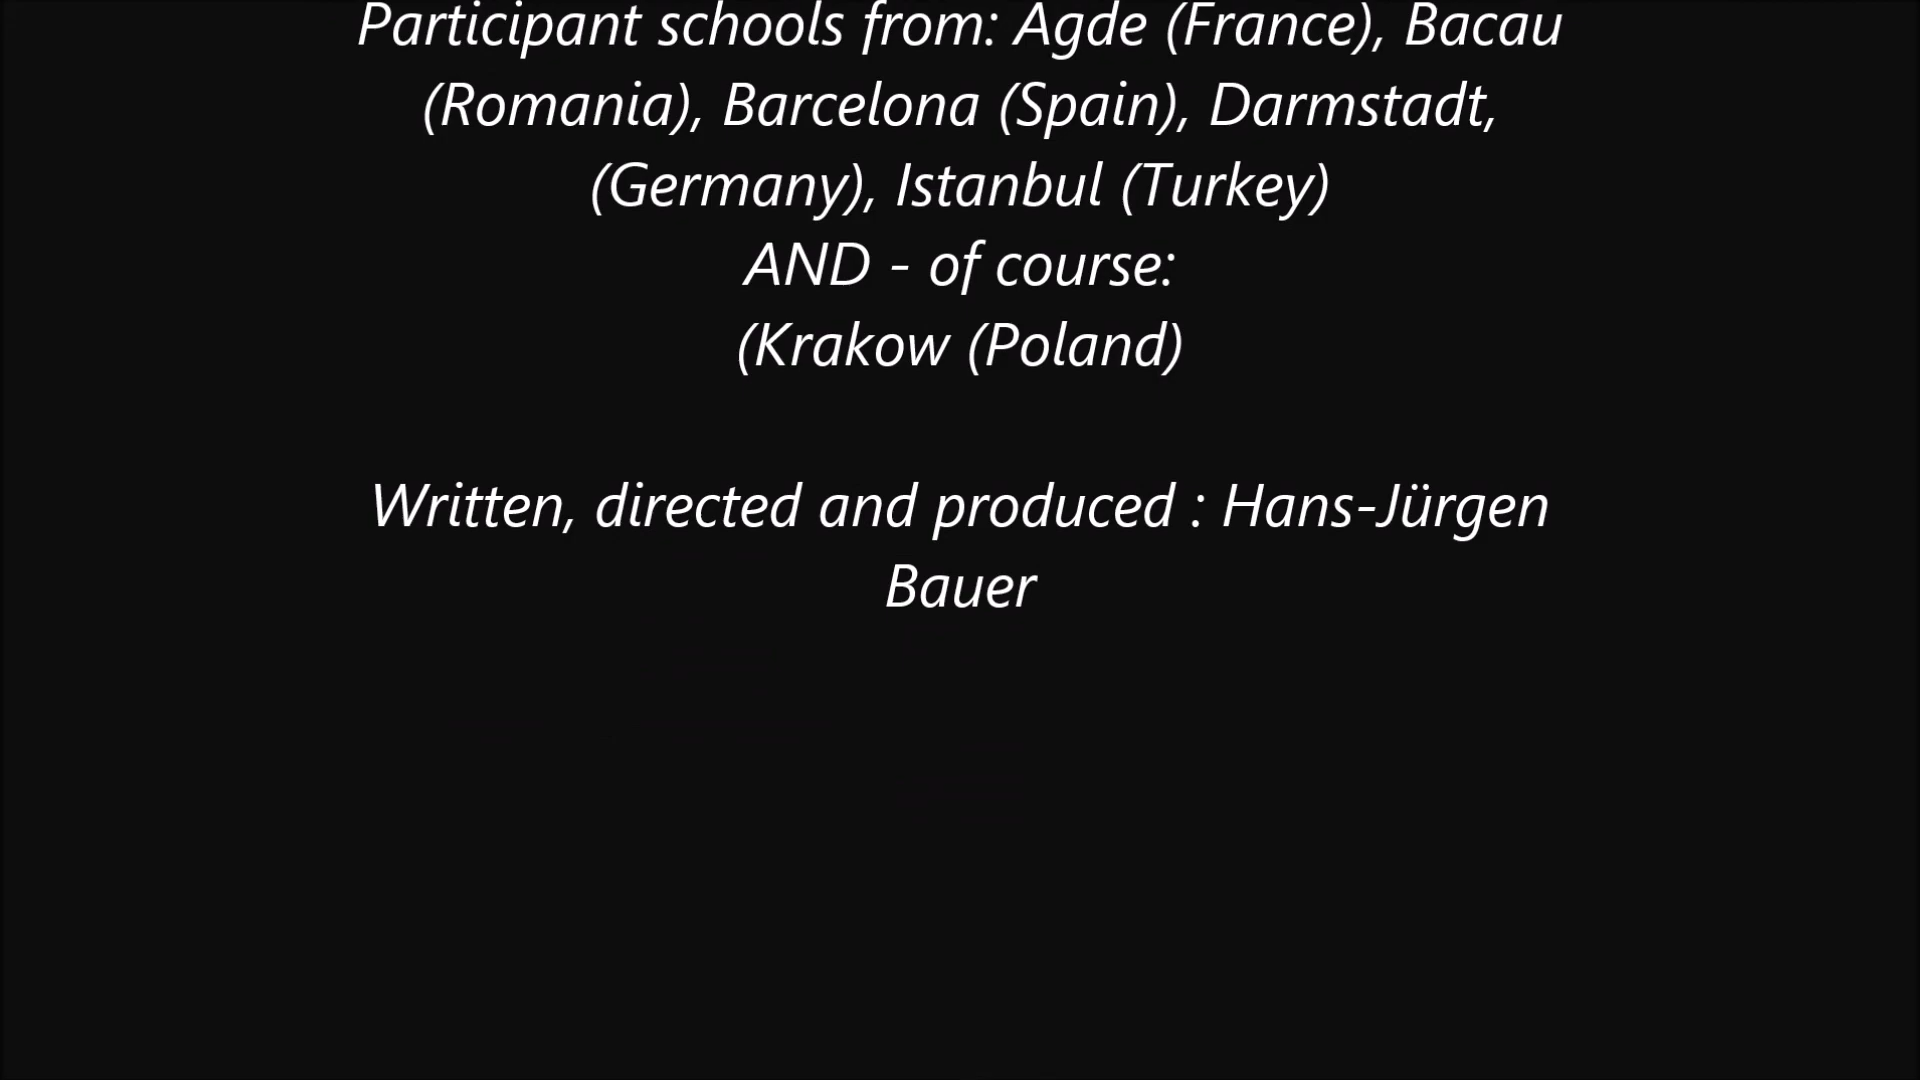 Participant schools from: Agde (France), Bacau
(Romania), Barcelona (Spain), Darmstadt,
(Germany), Istanbul (Turkey)
AND - of course:
(Krakow (Poland)
Written, directed and produced : Hans-Jürgen
Bauer